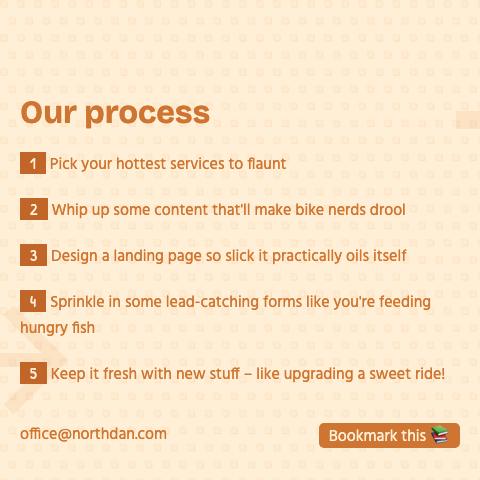 Our process
1 Pick your hottest services to flaunt
2 Whip up some content that'll make bike nerds drool
3 Design a landing page so slick it practically oils itself
4 Sprinkle in some lead-catching forms like you're feeding
hungry fish
5 Keep it fresh with new stuff – like upgrading a sweet ride!
office@northdan.com
Bookmark this 📚